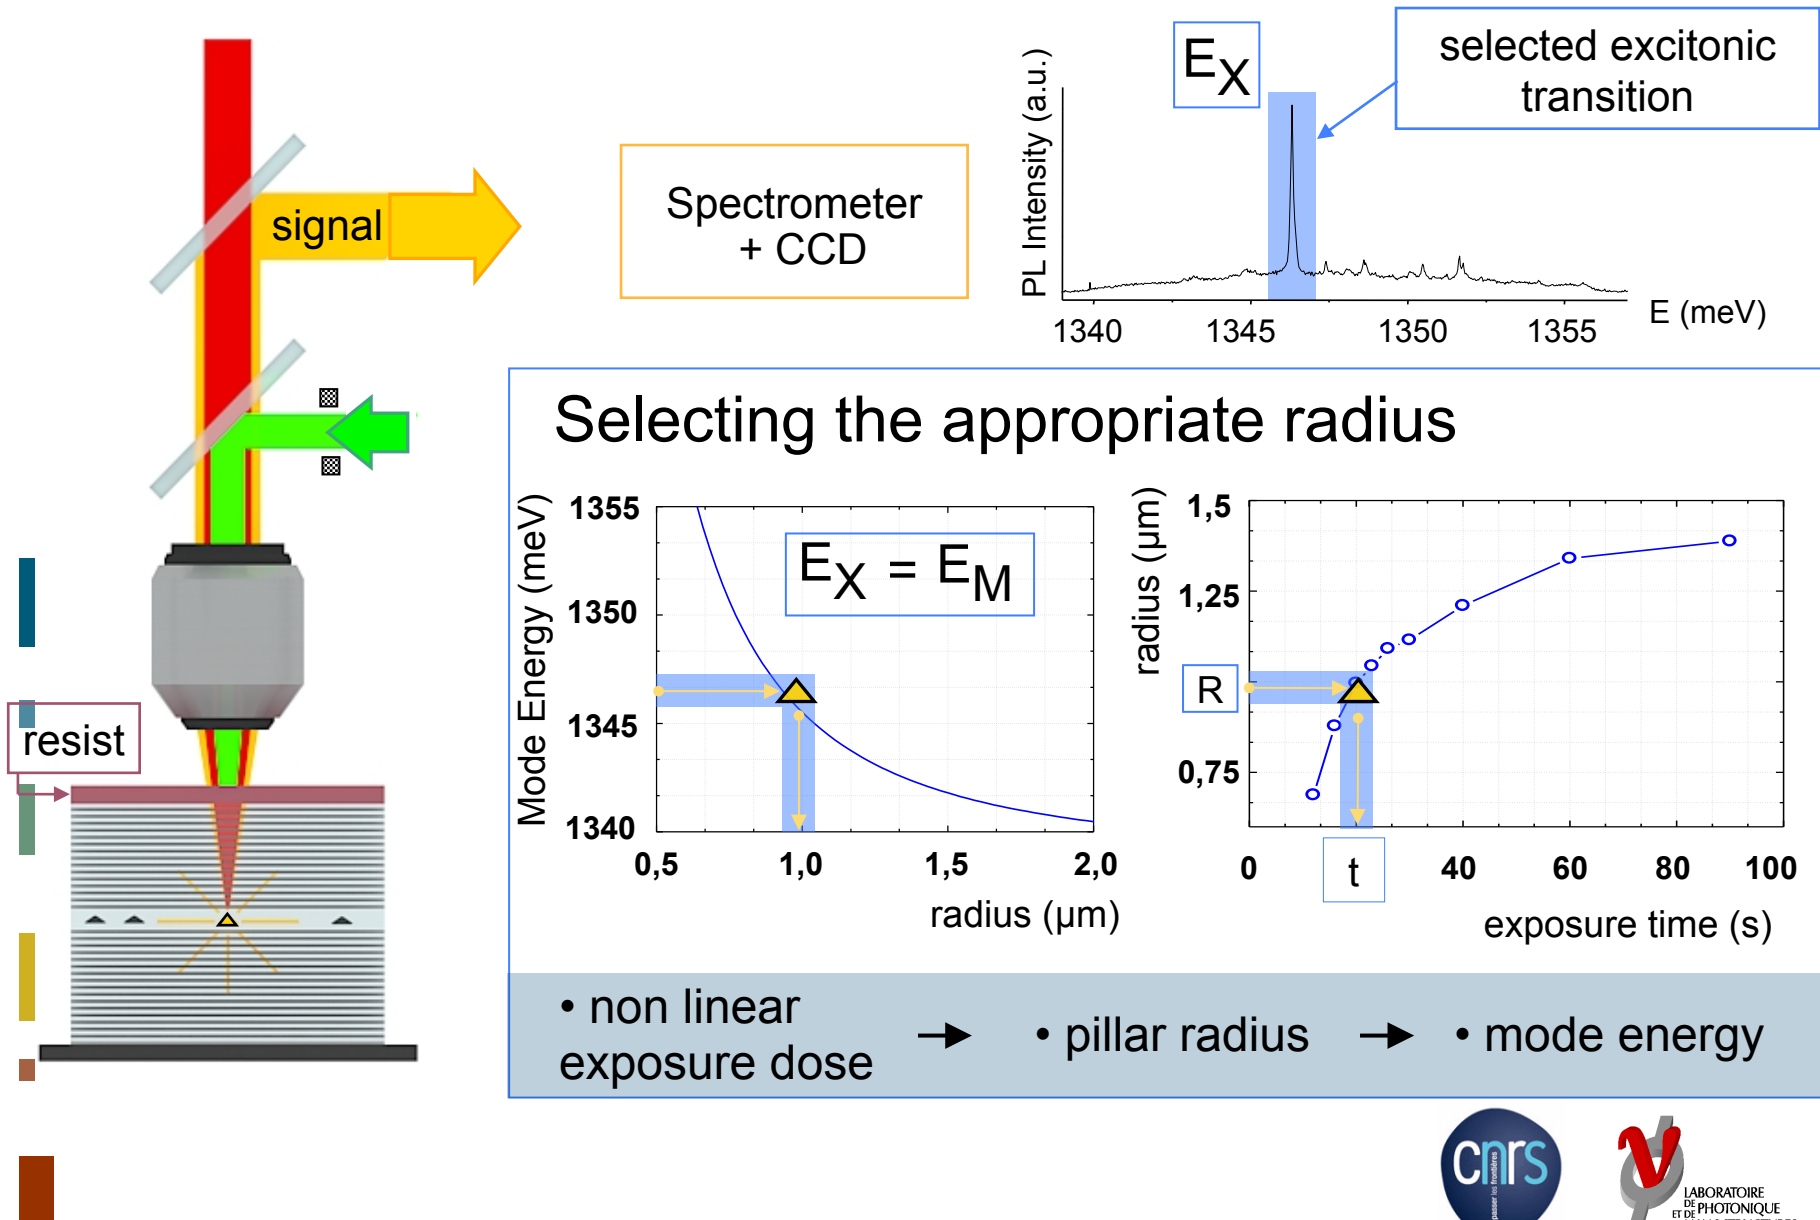 signal
resist
Spectrometer
+ CCD
EX
selected excitonic
transition
PL Intensity (a.u.)
1340
1345
1350
1355
E (meV)
Selecting the appropriate radius
Mode Energy (meV)
1355
1350
1345
1340
EX = EM
0,5
1,0
1,5
2,0
radius (µm)
radius (µm)
1,5
1,25
R
0,75
0
t
40
60
80
100
exposure time (s)
• non linear
exposure dose
• pillar radius
• mode energy
cnrs
LABORATOIRE
DE PHOTONIQUE
ET DE